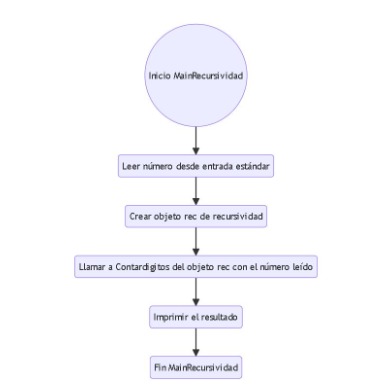 Inicio MainRecursividad
Leer número desde entrada estándar
Crear objeto rec de recursividad
Llamar a Contardigitos del objeto rec con el número leído
Imprimir el resultado
Fin MainRecursividad